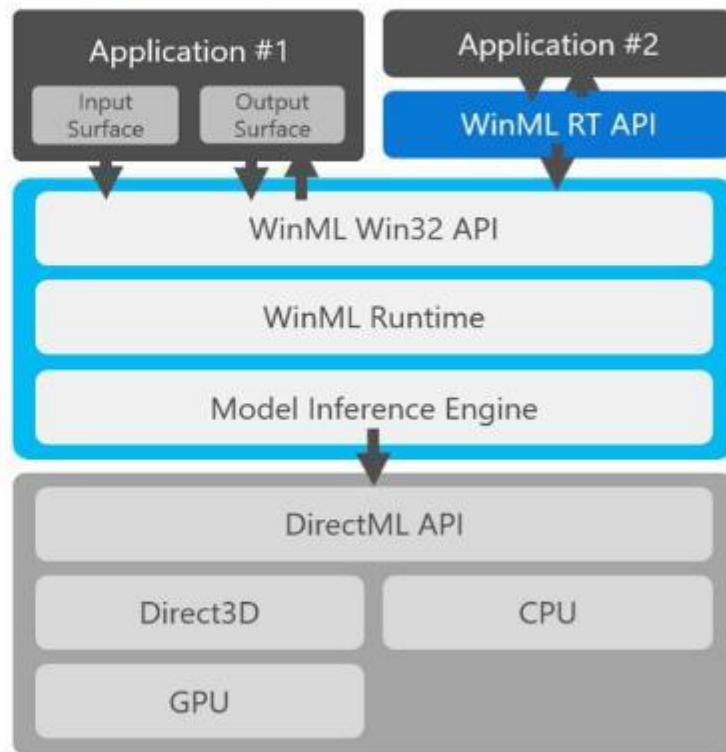 Application #1
Input
Surface
Output
Surface
Application #2
WinML RT API
WinML Win32 API
WinML Runtime
Model Inference Engine
DirectML API
Direct3D
CPU
GPU